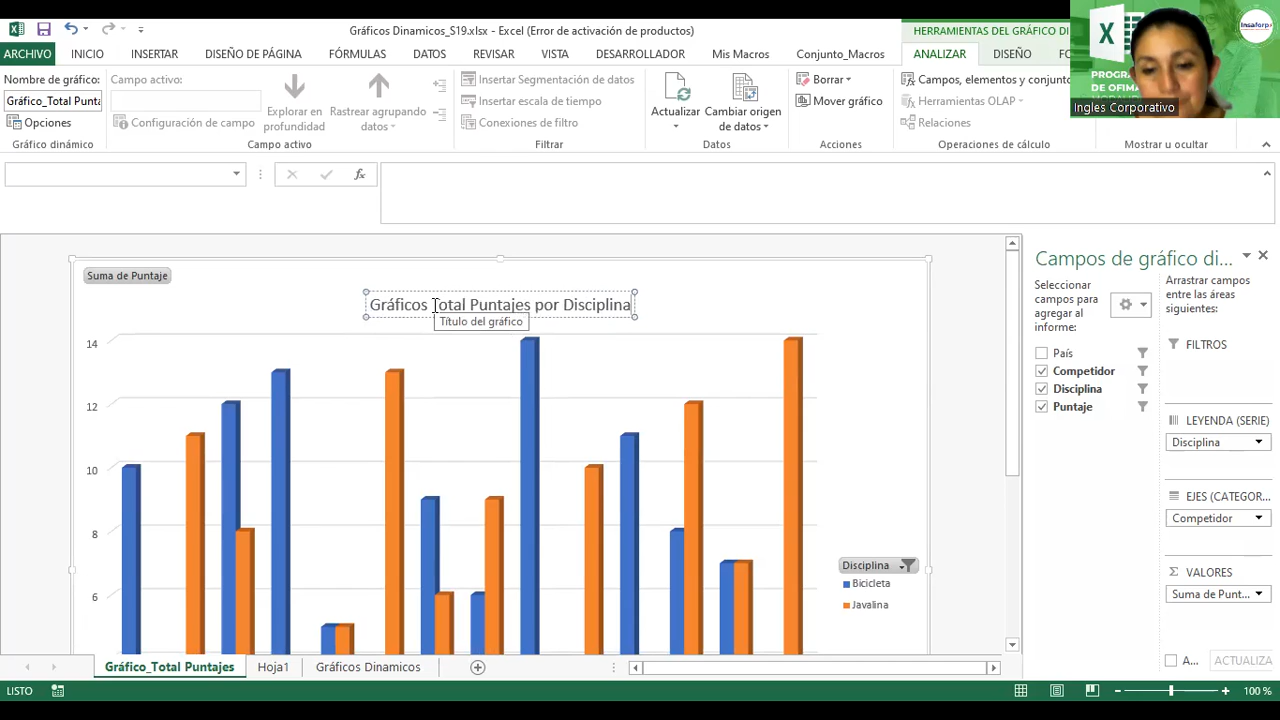 Gráficos Dinamicos_S19.xlsx - Excel (Error de activación de productos)
HERRAMIENTAS DEL GRÁFICO DI
ARCHIVO INICIO INSERTAR DISEÑO DE PÁGINA FÓRMULAS DATOS REVISAR VISTA DESARROLLADOR Mis Macros Conjunto_Macros ANALIZAR DISEÑO FO
Insaforp
X
PROGR
DE OFIMA
Ingles Corporativo
Nombre de gráfico:
Gráfico_Total Punta
Opciones
Gráfico dinámico
Campo activo:
Configuración de campo
Explorar en
profundidad
Rastrear agrupando
datos
Campo activo
Insertar Segmentación de datos
Insertar escala de tiempo
Conexiones de filtro
Filtrar
Actualizar
Cambiar origen
de datos
Datos
Borrar
Mover gráfico
Acciones
Campos, elementos y conjunto
Herramientas OLAP
Relaciones
Operaciones de cálculo
Mostrar u ocultar
fx
Suma de Puntaje
Gráficos Total Puntajes por Disciplina
Título del gráfico
14
12
10
8
6
Disciplina
Bicicleta
Javalina
Campos de gráfico di...
Seleccionar
campos para
agregar al
informe:
País
Competidor
Disciplina
Puntaje
Arrastrar campos
entre las áreas
siguientes:
FILTROS
LEYENDA (SERIE)
Disciplina
EJES (CATEGOR...
Competidor
VALORES
Suma de Punt...
A...
ACTUALIZA
Gráfico_Total Puntajes Hoja1 Gráficos Dinamicos
LISTO
100 %